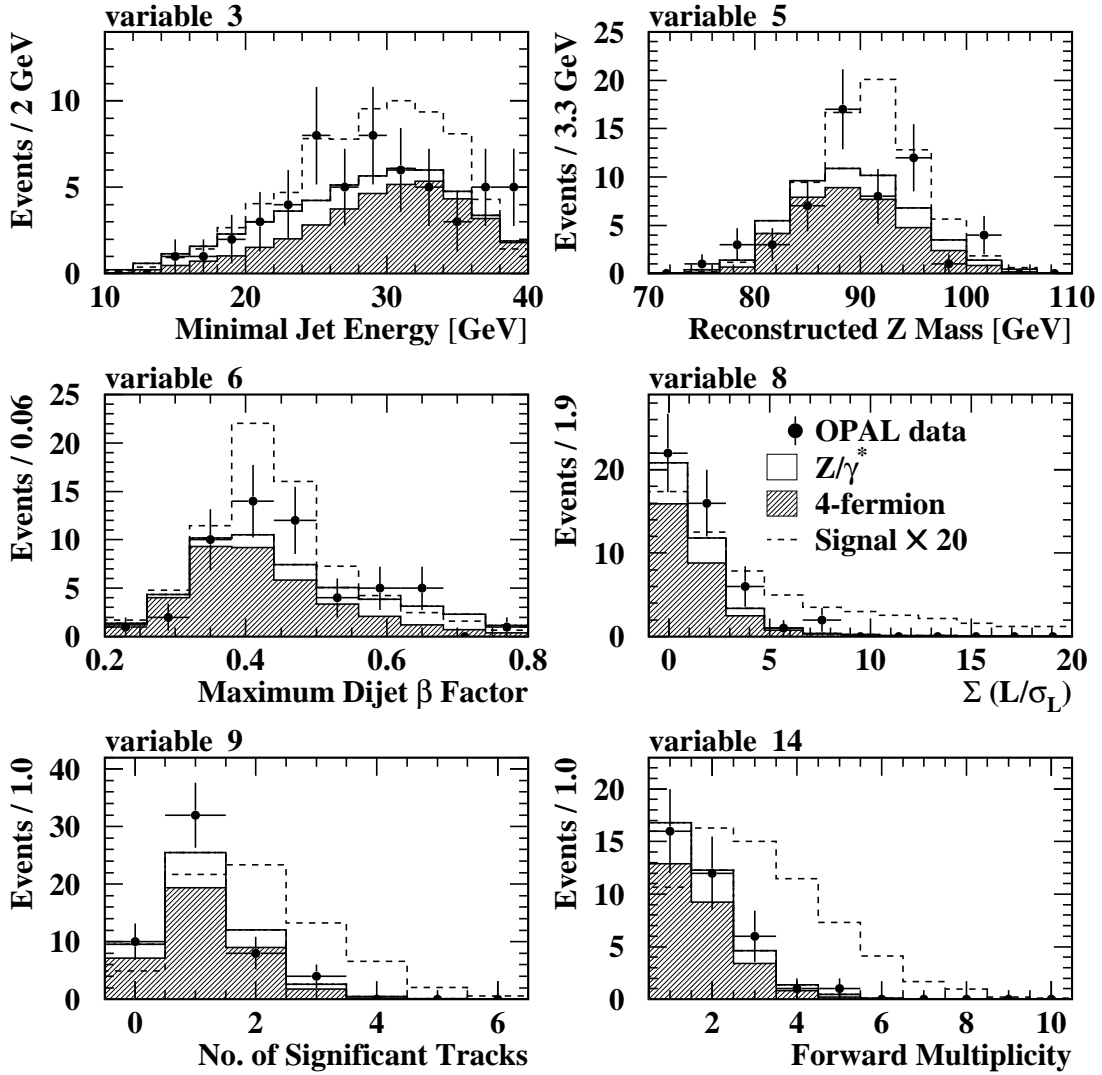 variable 3
Events / 2 GeV
10
5
0
10 20 30 40
Minimal Jet Energy [GeV]
variable 5
Events / 3.3 GeV
25
20
15
10
5
0
70 80 90 100 110
Reconstructed Z Mass [GeV]
variable 6
Events / 0.06
25
20
15
10
5
0
0.2 0.4 0.6 0.8
Maximum Dijet β Factor
variable 8
Events / 1.9
20
10
0
OPAL data
Z/γ*
4-fermion
Signal × 20
0 5 10 15 20
Σ (L/σ_L)
variable 9
Events / 1.0
40
30
20
10
0
0 2 4 6
No. of Significant Tracks
variable 14
Events / 1.0
20
15
10
5
0
2 4 6 8 10
Forward Multiplicity